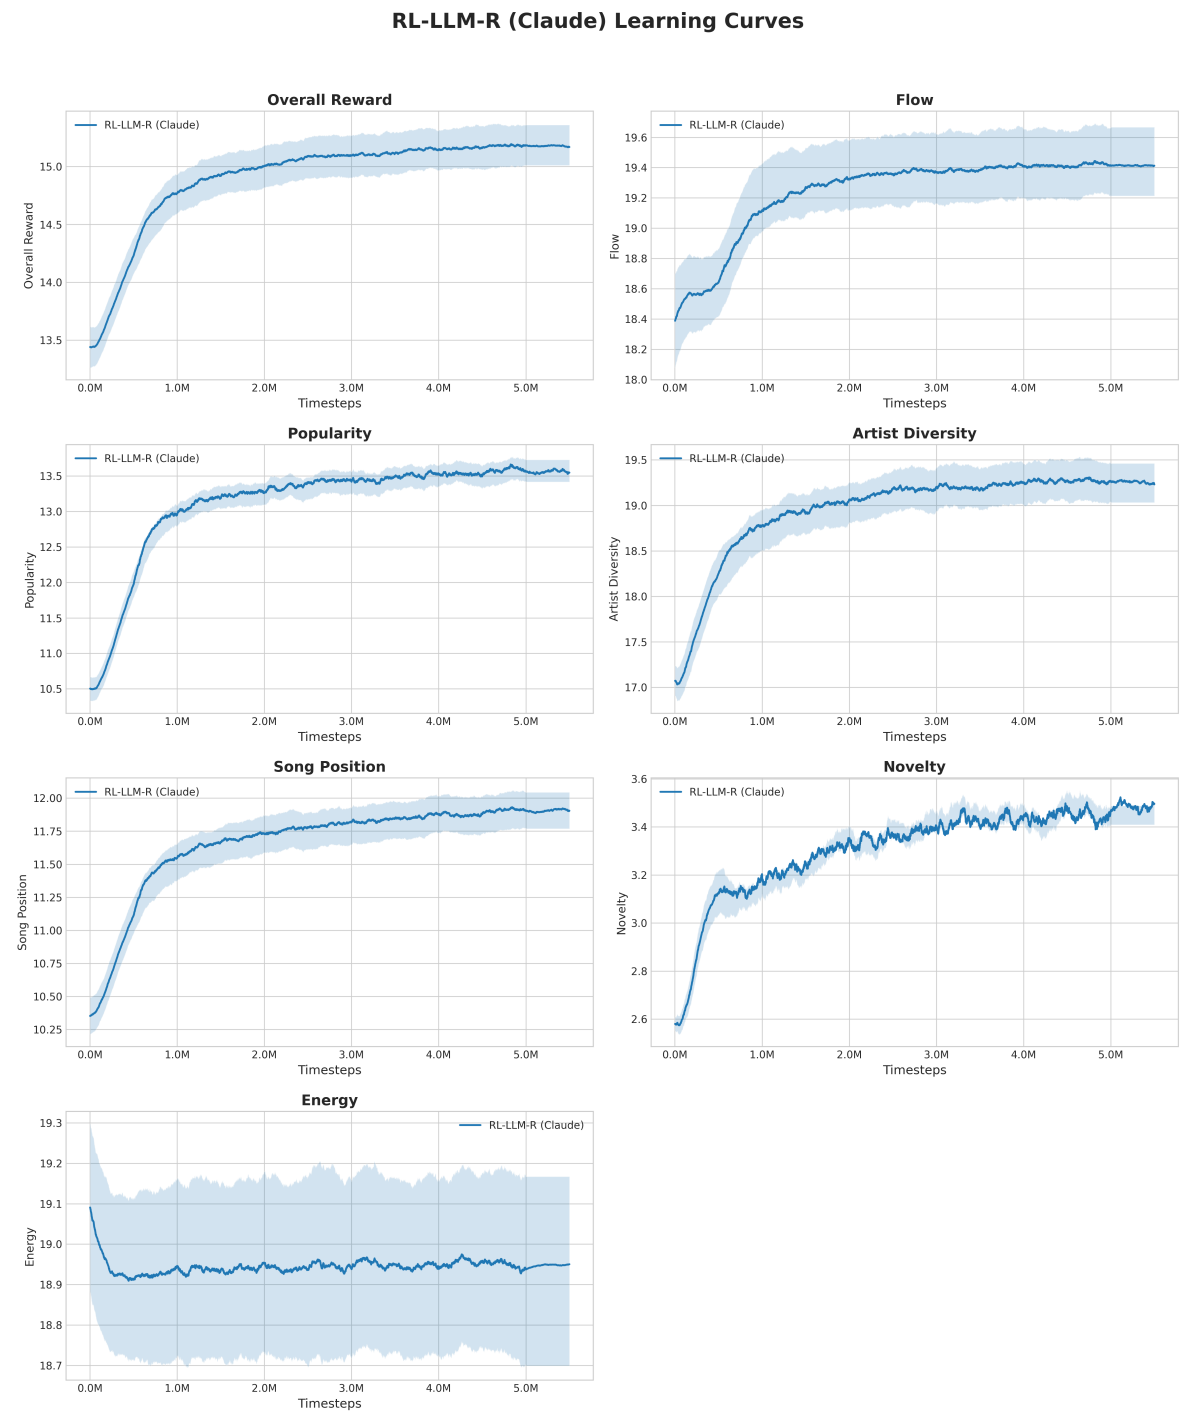 RL-LLM-R (Claude) Learning Curves
Overall Reward
RL-LLM-R (Claude)
15.0
14.5
14.0
13.5
Overall Reward
0.0M 1.0M 2.0M 3.0M 4.0M 5.0M
Timesteps
Flow
RL-LLM-R (Claude)
19.6
19.4
19.2
19.0
18.8
18.6
18.4
18.2
18.0
Flow
0.0M 1.0M 2.0M 3.0M 4.0M 5.0M
Timesteps
Popularity
RL-LLM-R (Claude)
13.5
13.0
12.5
12.0
11.5
11.0
10.5
Popularity
0.0M 1.0M 2.0M 3.0M 4.0M 5.0M
Timesteps
Artist Diversity
RL-LLM-R (Claude)
19.5
19.0
18.5
18.0
17.5
17.0
Artist Diversity
0.0M 1.0M 2.0M 3.0M 4.0M 5.0M
Timesteps
Song Position
RL-LLM-R (Claude)
12.00
11.75
11.50
11.25
11.00
10.75
10.50
10.25
Song Position
0.0M 1.0M 2.0M 3.0M 4.0M 5.0M
Timesteps
Novelty
RL-LLM-R (Claude)
3.6
3.4
3.2
3.0
2.8
2.6
Novelty
0.0M 1.0M 2.0M 3.0M 4.0M 5.0M
Timesteps
Energy
RL-LLM-R (Claude)
19.3
19.2
19.1
19.0
18.9
18.8
18.7
Energy
0.0M 1.0M 2.0M 3.0M 4.0M 5.0M
Timesteps